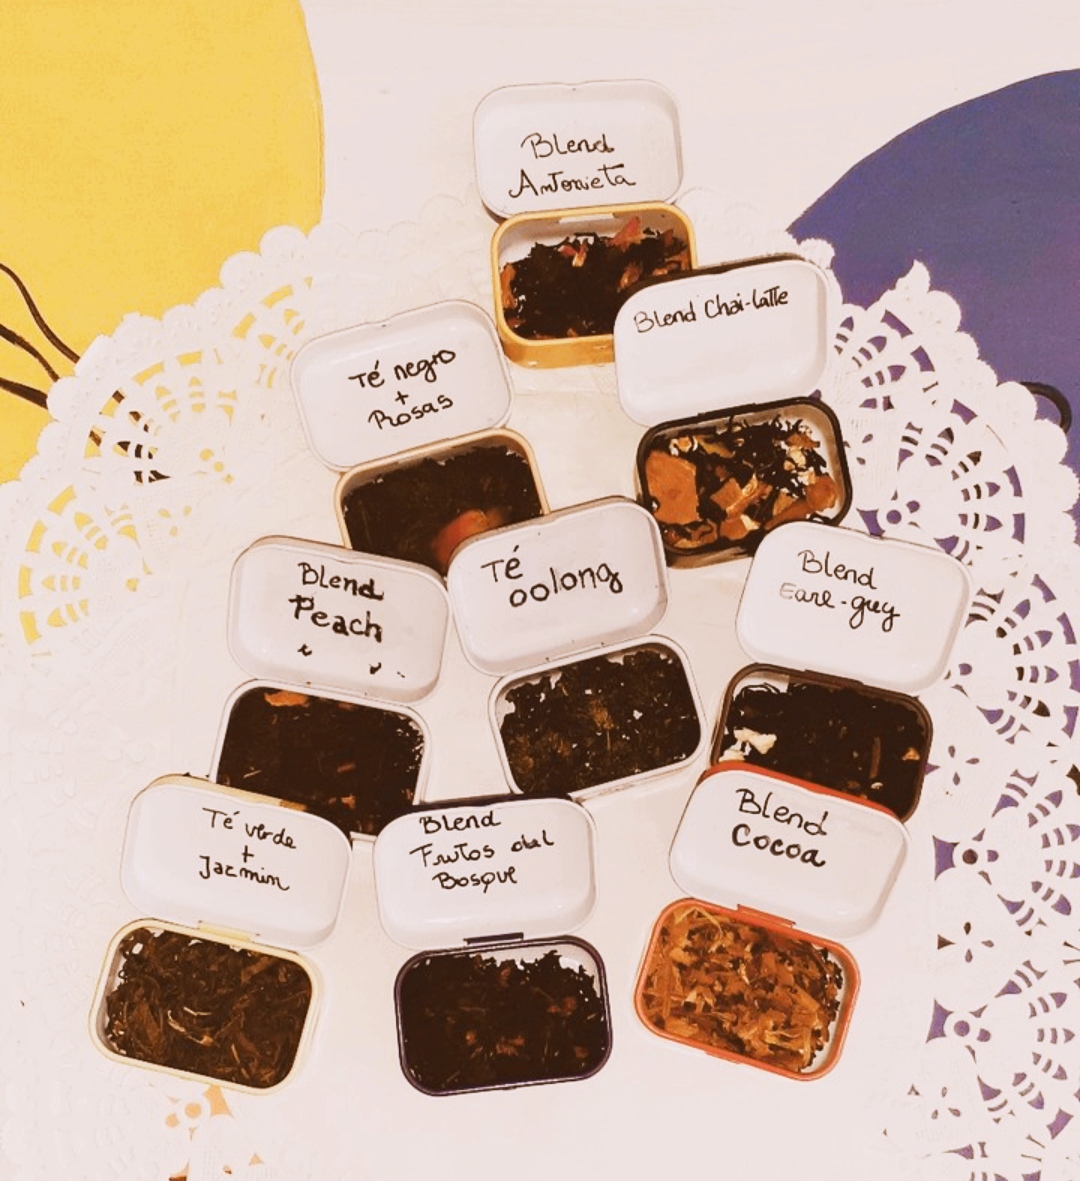 Blend
Antonieta
Blend Chai-latte
Té negro
+
Rosas
Blend
Peach
Té
oolong
Blend
Earl-guey
Té verde
+
Jazmin
Blend
Frutos del
Bosque
Blend
Cocoa